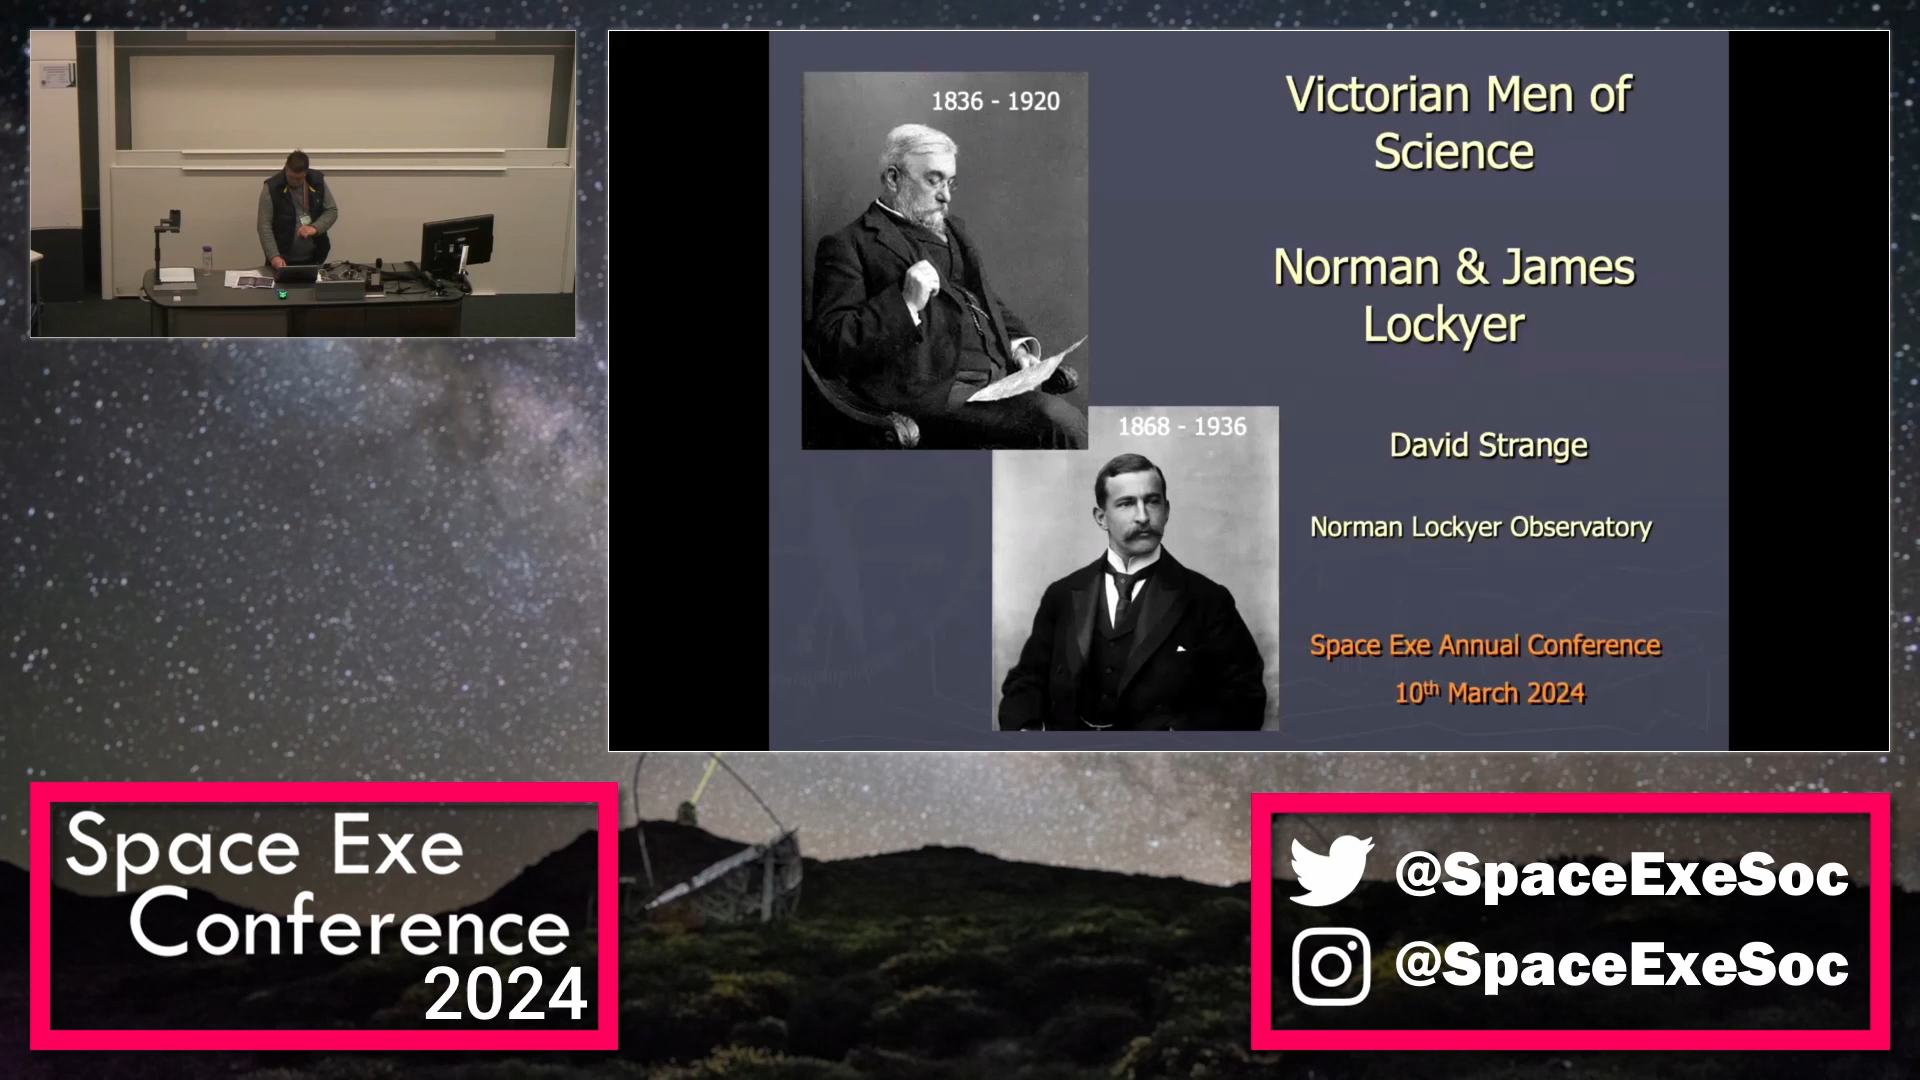 1836 - 1920
Victorian Men of
Science
Norman & James
Lockyer
1868 - 1936
David Strange
Norman Lockyer Observatory
Space Exe Annual Conference
10th March 2024
Space Exe
Conference
2024
@SpaceExeSoc
@SpaceExeSoc